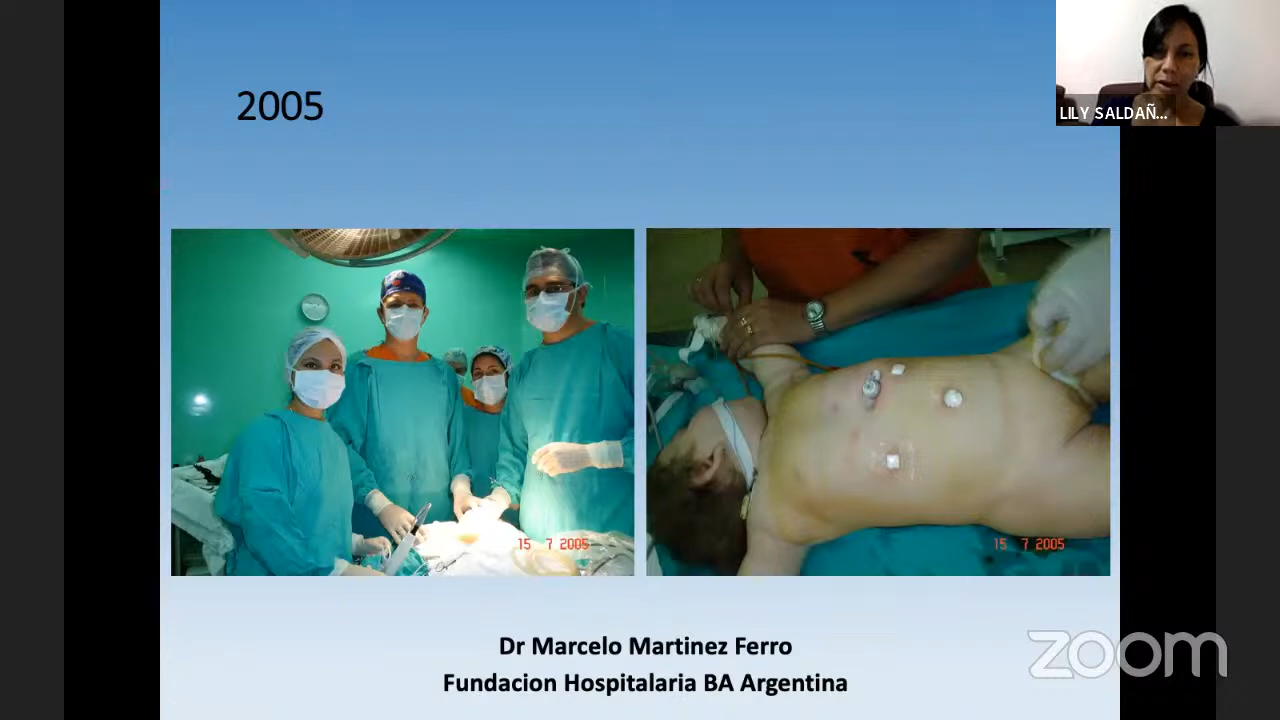 2005
LILY SALDAÑ...
15 7 2005
15 7 2005
Dr Marcelo Martinez Ferro
Fundacion Hospitalaria BA Argentina
zoom